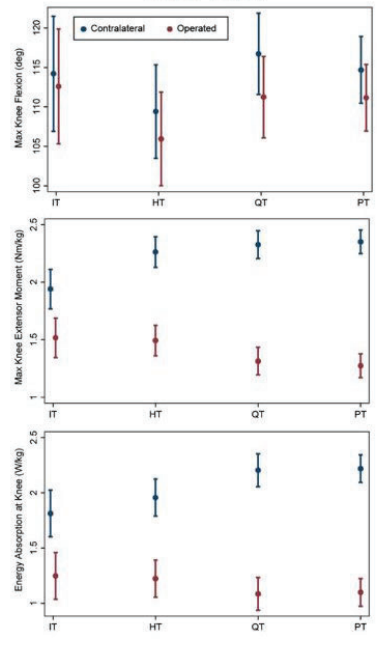 Contralateral Operated
Max Knee Flexion (deg)
120
115
110
105
100
IT HT QT PT
Max Knee Extensor Moment (Nm/kg)
2.5
2
1.5
1
IT HT QT PT
Energy Absorption at Knee (W/kg)
2.5
2
1.5
1
IT HT QT PT